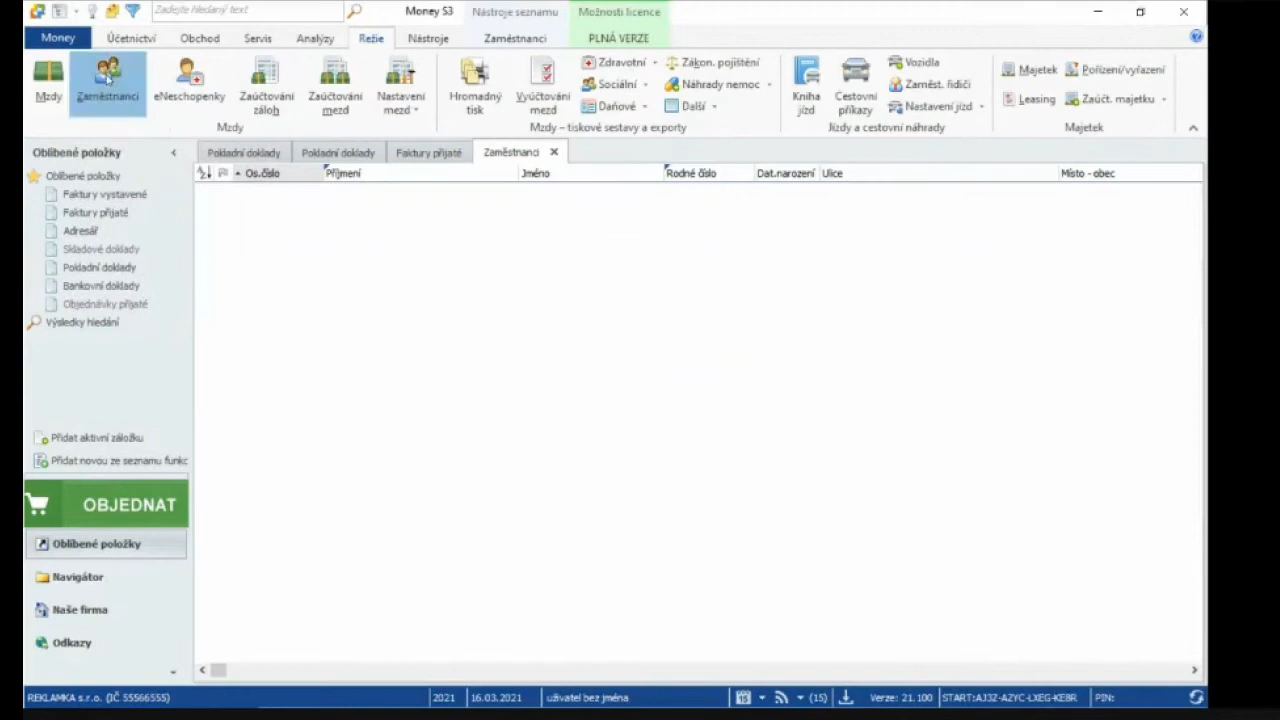 Zadejte hledaný text
Money S3
Nástroje seznamu
Možnosti licence
Money
Účetnictví
Obchod
Servis
Analýzy
Režie
Nástroje
Zaměstnanci
PLNÁ VERZE
Mzdy
Zaměstnanci
eNeschopenky
Zaúčtování záloh
Zaúčtování mezd
Nastavení mezd
Mzdy
Hromadný tisk
Vyúčtování mezd
Zdravotní
Sociální
Daňové
Zákon. pojištění
Náhrady nemoc
Další
Mzdy – tiskové sestavy a exporty
Kniha jízd
Cestovní příkazy
Vozidla
Zaměst. řidiči
Nastavení jízd
Jízdy a cestovní náhrady
Majetek
Leasing
Pořízení/vyřazení
Zaúčt. majetku
Majetek
Oblíbené položky
Oblíbené položky
Faktury vystavené
Faktury přijaté
Adresář
Skladové doklady
Pokladní doklady
Bankovní doklady
Objednávky přijaté
Výsledky hledání
Přidat aktivní záložku
Přidat novou ze seznamu funkc
OBJEDNAT
Oblíbené položky
Navigátor
Naše firma
Odkazy
Pokladní doklady
Pokladní doklady
Faktury přijaté
Zaměstnanci
Os.číslo
Příjmení
Jméno
Rodné číslo
Dat.narození
Ulice
Místo - obec
REKLAMKA s.r.o. (IČ 55566555)
2021
16.03.2021
uživatel bez jména
(15)
Verze: 21.100
START:AJ3Z-AZYC-LXEG-KEBR
PIN: